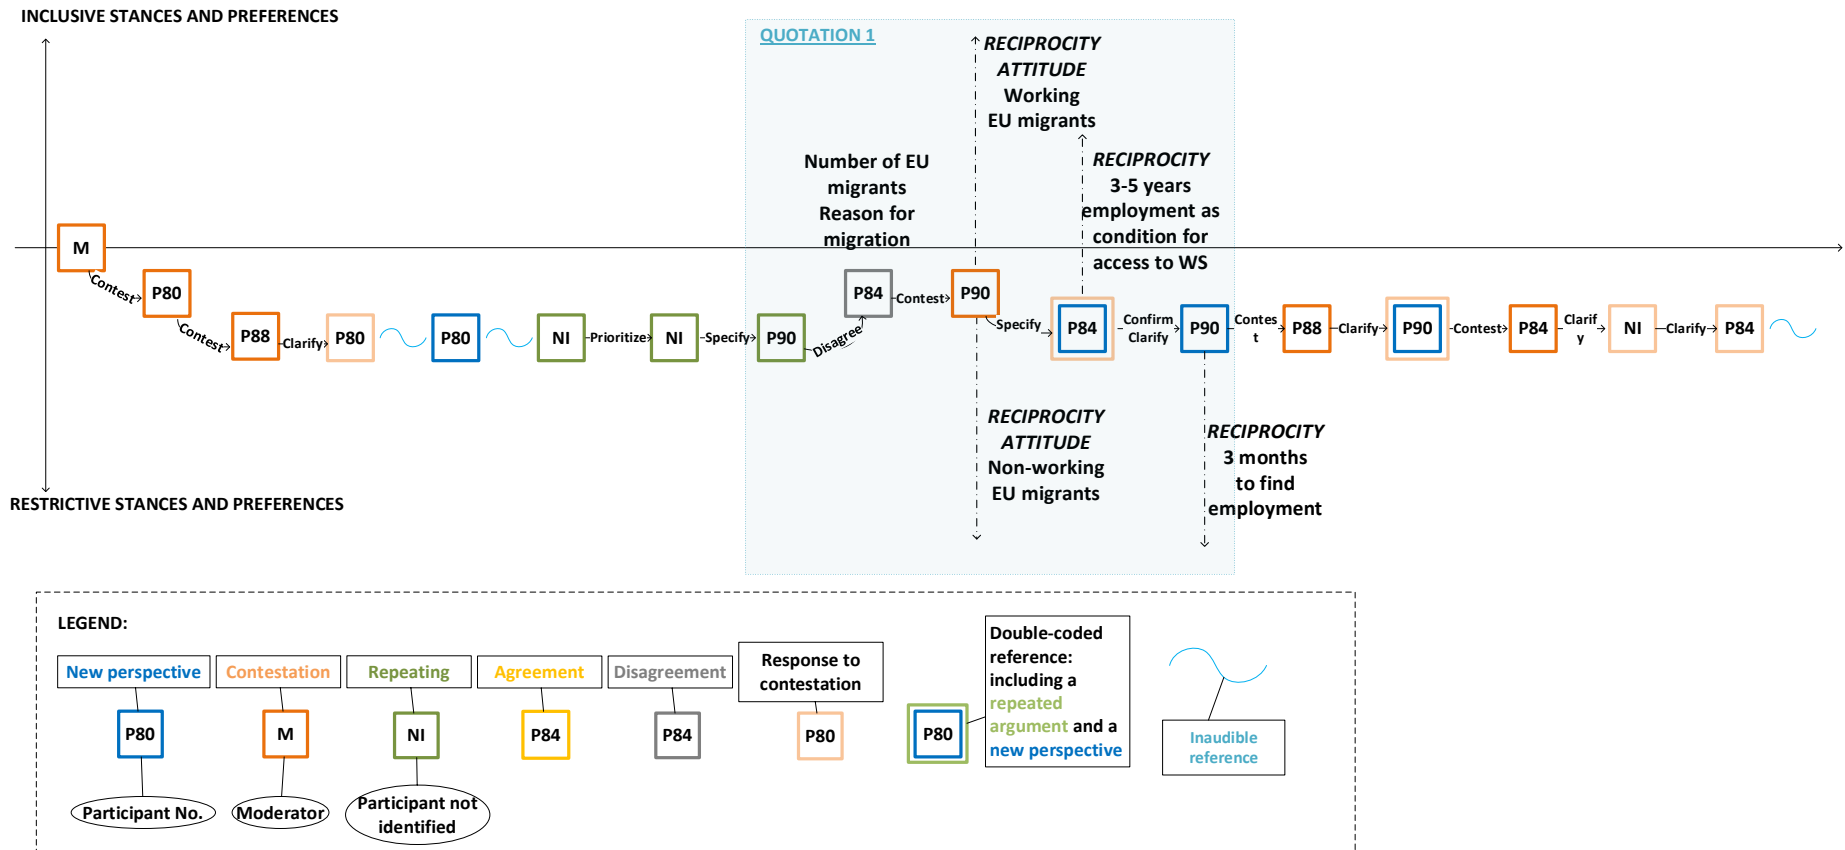 INCLUSIVE STANCES AND PREFERENCES
QUOTATION 1
RECIPROCITY
ATTITUDE
Working
EU migrants
Number of EU
migrants
Reason for
migration
RECIPROCITY
3-5 years
employment as
condition for
access to WS
M
Contest
P80
Contest
P88
Clarify
P80
P80
NI
Prioritize
NI
Specify
P90
Disagree
P84
Contest
P90
Specify
P84
Confirm
Clarify
P90
Contes
t
P88
Clarify
P90
Contest
P84
Clarif
y
NI
Clarify
P84
RECIPROCITY
ATTITUDE
Non-working
EU migrants
RECIPROCITY
3 months
to find
employment
RESTRICTIVE STANCES AND PREFERENCES
LEGEND:
New perspective
Contestation
Repeating
Agreement
Disagreement
Response to
contestation
Double-coded
reference:
including a
repeated
argument and a
new perspective
P80
M
NI
P84
P84
P80
P80
Inaudible
reference
Participant No.
Moderator
Participant not
identified